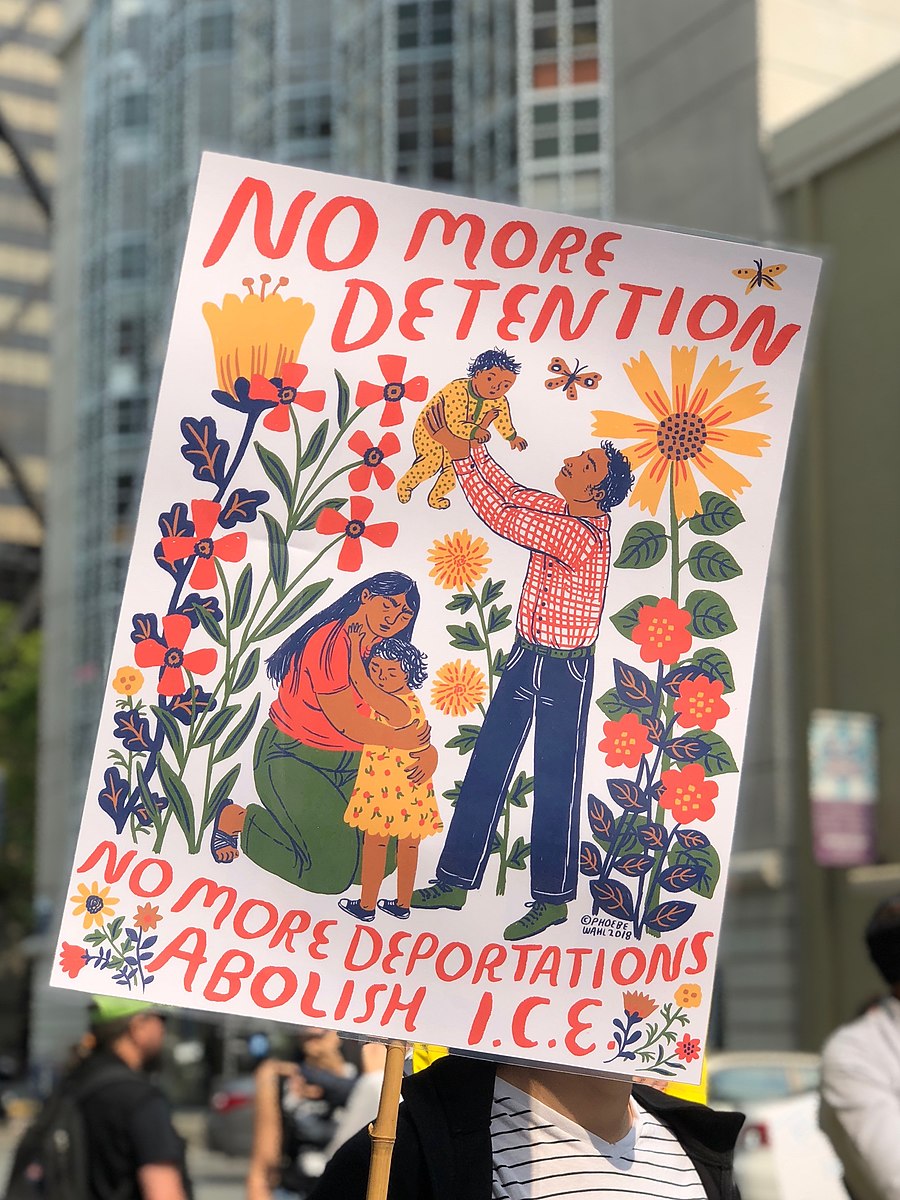 NO MORE
DETENTION
©PHOEBE
WAHL 2018
NO MORE DEPORTATIONS
ABOLISH I.C.E.